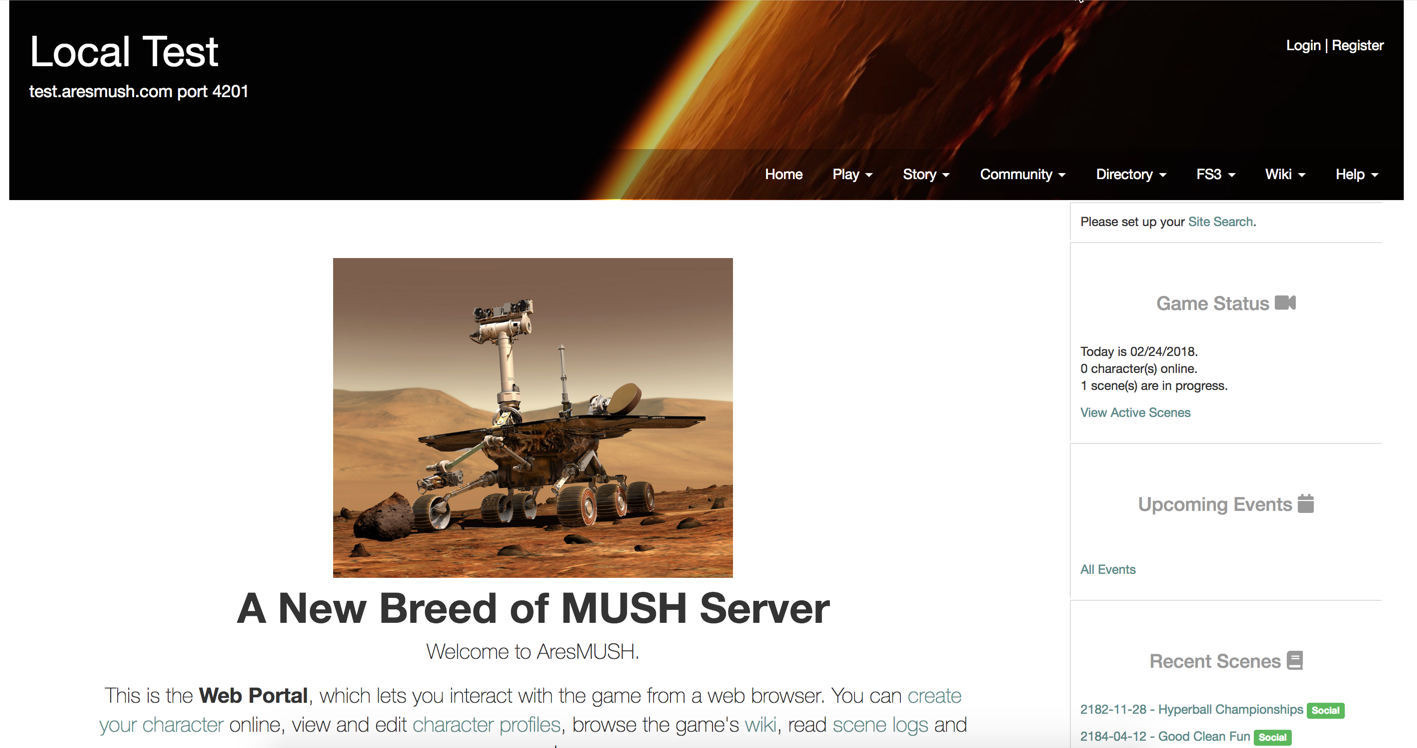 Local Test
test.aresmush.com port 4201
Login | Register
Home Play Story Community Directory FS3 Wiki Help
Please set up your Site Search.
Game Status
Today is 02/24/2018.
0 character(s) online.
1 scene(s) are in progress.
View Active Scenes
Upcoming Events
All Events
Recent Scenes
2182-11-28 - Hyperball Championships Social
2184-04-12 - Good Clean Fun Social
A New Breed of MUSH Server
Welcome to AresMUSH.
This is the Web Portal, which lets you interact with the game from a web browser. You can create
your character online, view and edit character profiles, browse the game's wiki, read scene logs and